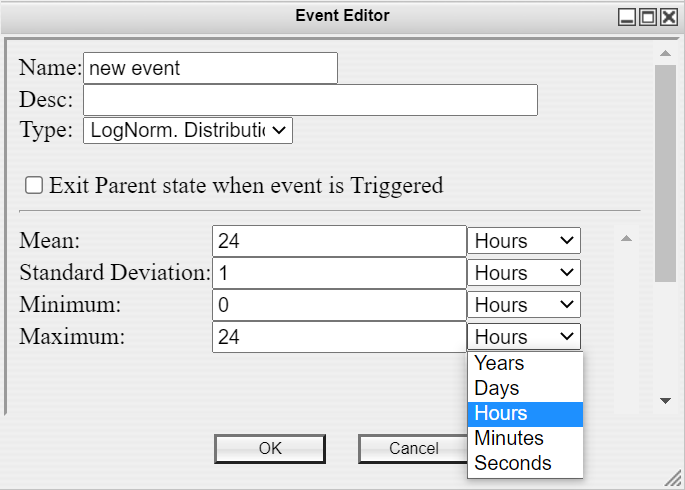 Event Editor
Name: new event
Desc:
Type: LogNorm. Distributio
Exit Parent state when event is Triggered
Mean: 24 Hours
Standard Deviation: 1 Hours
Minimum: 0 Hours
Maximum: 24 Hours
Years
Days
Hours
Minutes
Seconds
OK Cancel